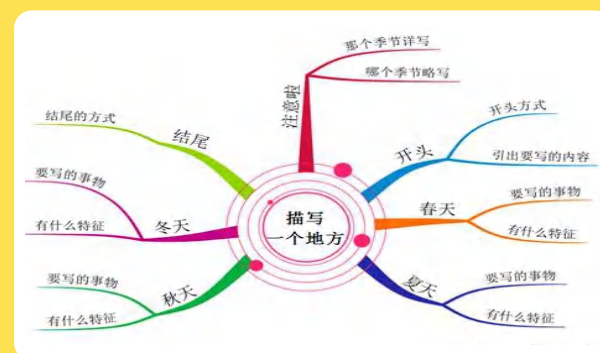 那个季节详写
哪个季节略写
注意啦
开头
开头方式
引出要写的内容
春天
要写的事物
有什么特征
夏天
要写的事物
有什么特征
秋天
要写的事物
有什么特征
冬天
要写的事物
有什么特征
结尾
结尾的方式
描写
一个地方